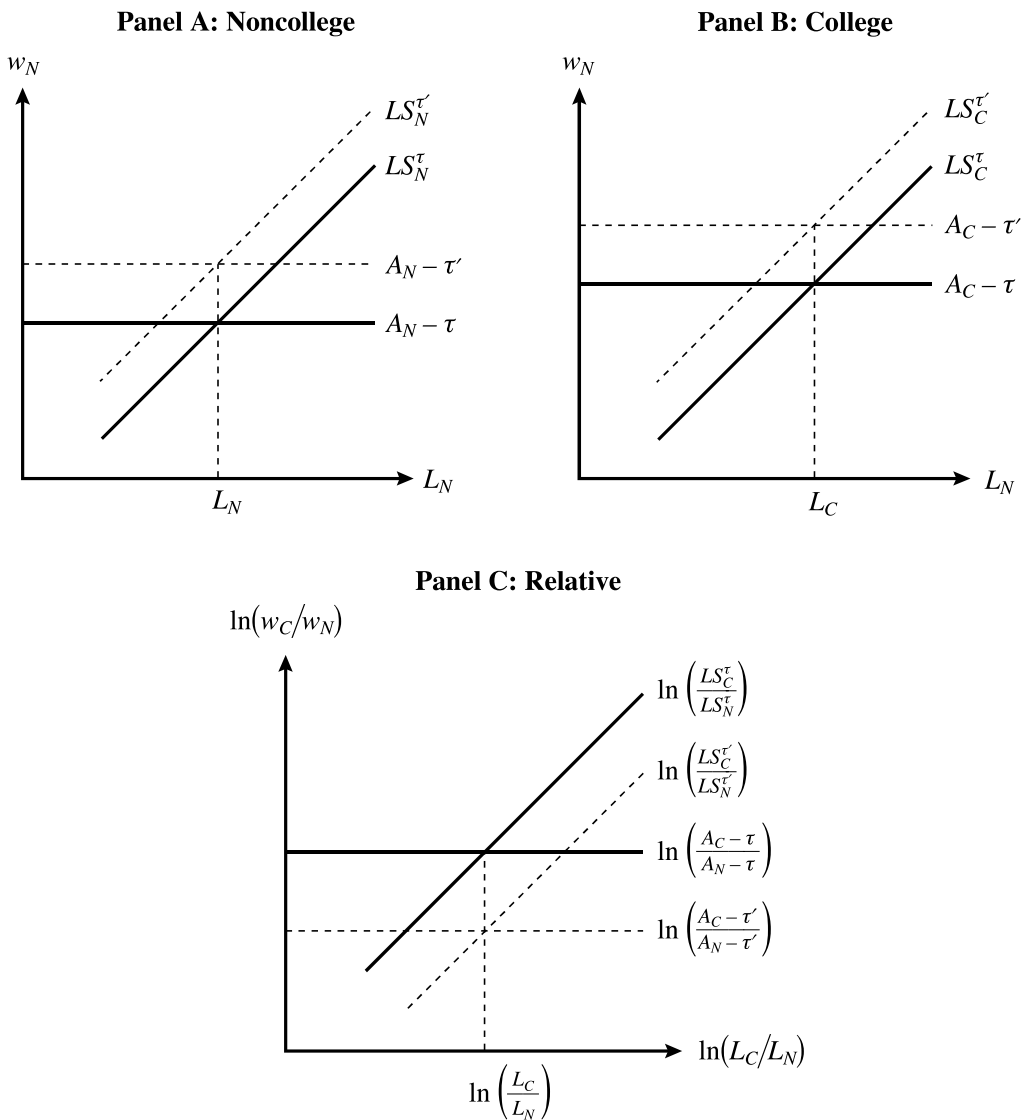 Panel A: Noncollege
w_N
LS_N^{τ′}
LS_N^τ
A_N − τ′
A_N − τ
L_N
L_N
Panel B: College
w_N
LS_C^{τ′}
LS_C^τ
A_C − τ′
A_C − τ
L_N
L_C
Panel C: Relative
ln(w_C/w_N)
ln(LS_C^τ/LS_N^τ)
ln(LS_C^{τ′}/LS_N^{τ′})
ln((A_C − τ)/(A_N − τ))
ln((A_C − τ′)/(A_N − τ′))
ln(L_C/L_N)
ln(L_C/L_N)